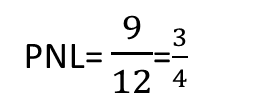 PNL= 9/12 = 3/4